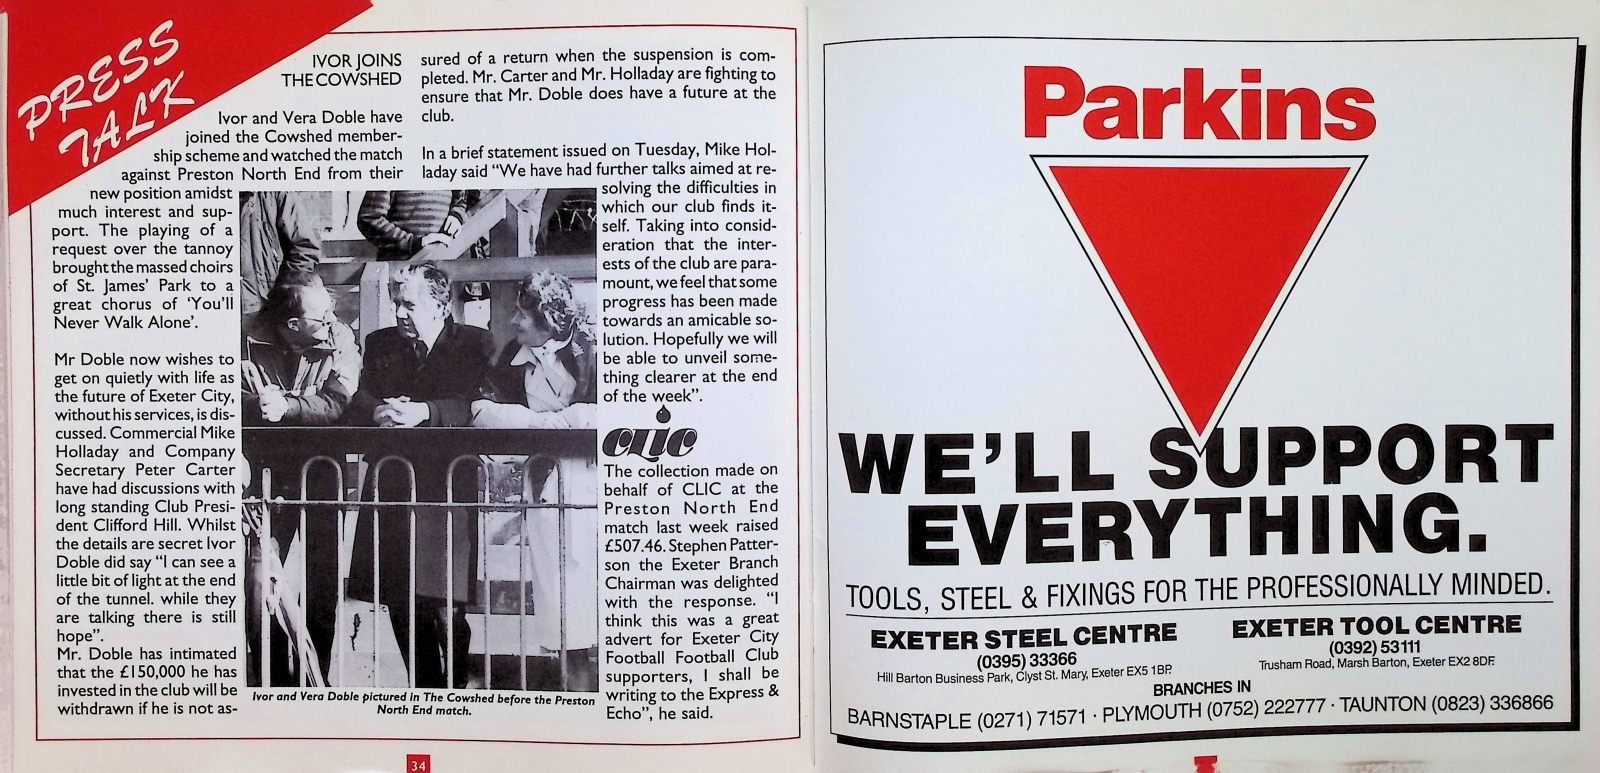 PRESS
TALK
IVOR JOINS
THE COWSHED
Ivor and Vera Doble have
joined the Cowshed member-
ship scheme and watched the match
against Preston North End from their
new position amidst
much interest and sup-
port. The playing of a
request over the tannoy
brought the massed choirs
of St. James' Park to a
great chorus of 'You'll
Never Walk Alone'.
Mr Doble now wishes to
get on quietly with life as
the future of Exeter City,
without his services, is dis-
cussed. Commercial Mike
Holladay and Company
Secretary Peter Carter
have had discussions with
long standing Club Presi-
dent Clifford Hill. Whilst
the details are secret Ivor
Doble did say "I can see a
little bit of light at the end
of the tunnel. while they
are talking there is still
hope".
Mr. Doble has intimated
that the £150,000 he has
invested in the club will be
withdrawn if he is not as-
sured of a return when the suspension is com-
pleted. Mr. Carter and Mr. Holladay are fighting to
ensure that Mr. Doble does have a future at the
club.
In a brief statement issued on Tuesday, Mike Hol-
laday said "We have had further talks aimed at re-
solving the difficulties in
which our club finds it-
self. Taking into consid-
eration that the inter-
ests of the club are para-
mount, we feel that some
progress has been made
towards an amicable so-
lution. Hopefully we will
be able to unveil some-
thing clearer at the end
of the week".
CLIC
The collection made on
behalf of CLIC at the
Preston North End
match last week raised
£507.46. Stephen Patter-
son the Exeter Branch
Chairman was delighted
with the response. "I
think this was a great
advert for Exeter City
Football Football Club
supporters, I shall be
writing to the Express &
Echo", he said.
Ivor and Vera Doble pictured in The Cowshed before the Preston
North End match.
34
Parkins
WE'LL SUPPORT
EVERYTHING.
TOOLS, STEEL & FIXINGS FOR THE PROFESSIONALLY MINDED.
EXETER STEEL CENTRE
(0395) 33366
Hill Barton Business Park, Clyst St. Mary, Exeter EX5 1BP.
EXETER TOOL CENTRE
(0392) 53111
Trusham Road, Marsh Barton, Exeter EX2 8DF.
BRANCHES IN
BARNSTAPLE (0271) 71571 · PLYMOUTH (0752) 222777 · TAUNTON (0823) 336866